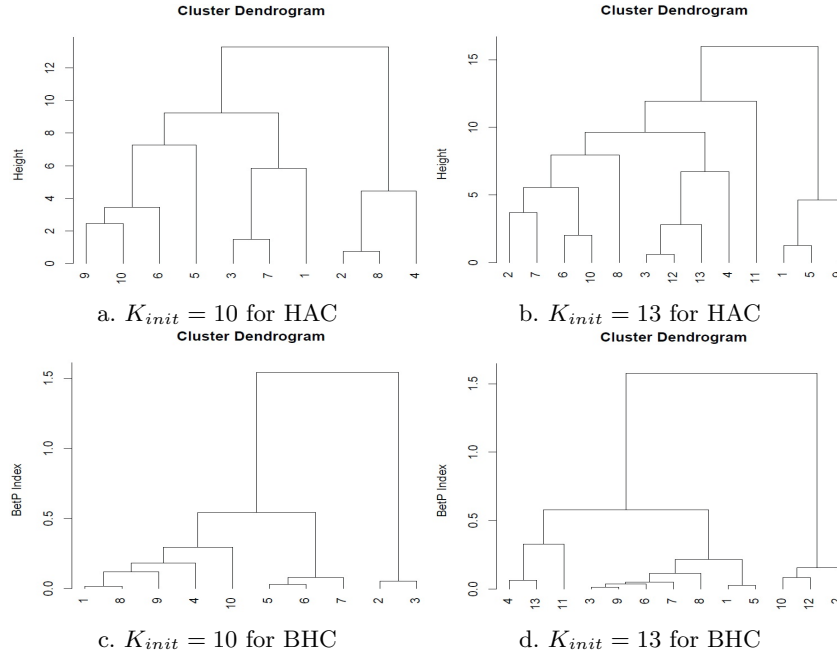 Cluster Dendrogram
Height
12
10
8
6
4
2
0
9 10 6 5 3 7 1 2 8 4
a. K_init = 10 for HAC
Cluster Dendrogram
Height
15
10
5
0
2 7 6 10 8 3 12 13 4 11 1 5 9
b. K_init = 13 for HAC
Cluster Dendrogram
BetP Index
1.5
1.0
0.5
0.0
1 8 9 4 10 5 6 7 2 3
c. K_init = 10 for BHC
Cluster Dendrogram
BetP Index
1.5
1.0
0.5
0.0
4 13 11 3 9 6 7 8 1 5 10 12 2
d. K_init = 13 for BHC